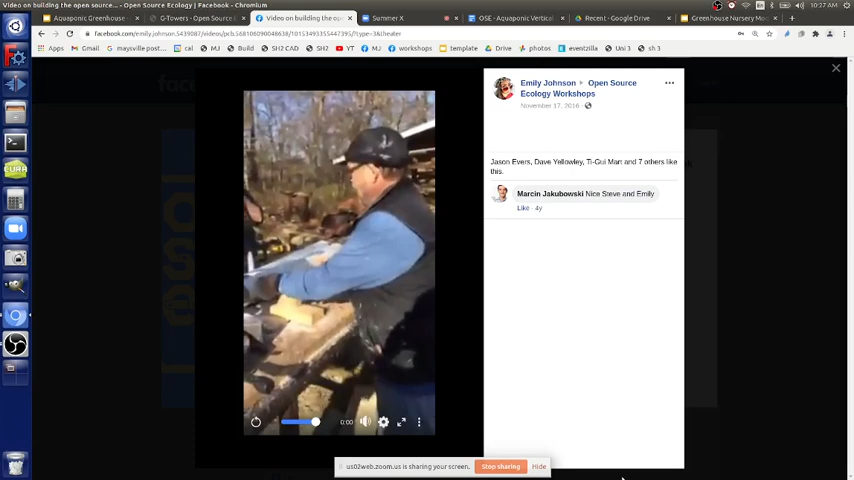 Video on building the open source... - Open Source Ecology | Facebook - Chromium
10:27 AM
Aquaponic Greenhouse
G-Towers - Open Source
Video on building the op
Summer X
OSE - Aquaponic Vertical
Recent - Google Drive
Greenhouse Nursery Mod
facebook.com/emily.johnson.5439087/videos/pcb.568106090048638/10153493355447395/?type=3&theater
Apps
Gmail
maysville post...
cal
MJ
Build
SH2 CAD
SH2
YT
MJ
workshops
template
Drive
photos
eventzilla
Uni 3
sh 3
Emily Johnson ▸ Open Source
Ecology Workshops
November 17, 2016 ·
Jason Evers, Dave Yellowley, Ti-Gui Mart and 7 others like
this.
Marcin Jakubowski Nice Steve and Emily
Like · 4y
0:00
us02web.zoom.us is sharing your screen.
Stop sharing
Hide
CURA